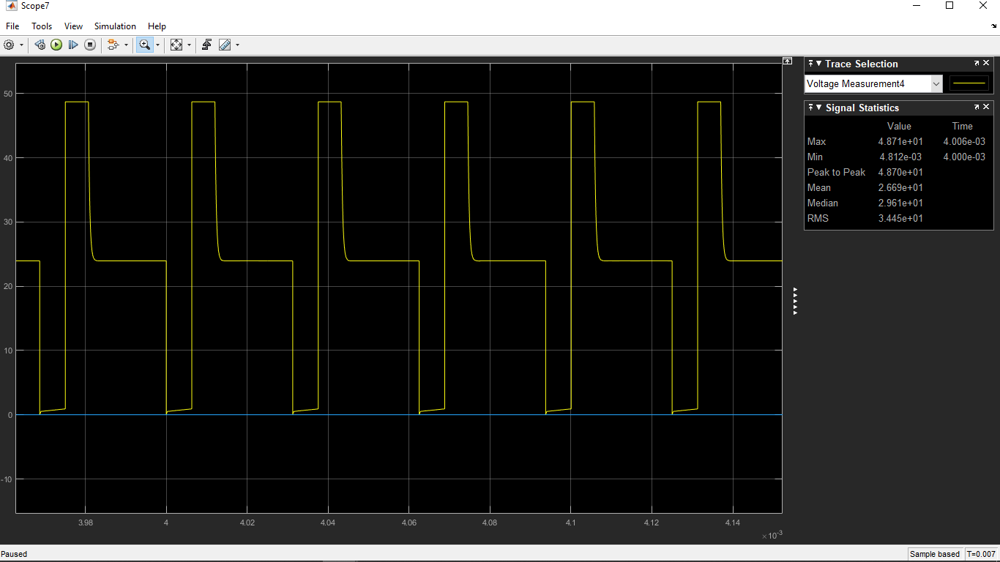 Scope7
File Tools View Simulation Help
50
40
30
20
10
0
-10
3.98 4 4.02 4.04 4.06 4.08 4.1 4.12 4.14
×10-3
Trace Selection
Voltage Measurement4
Signal Statistics
Value Time
Max 4.871e+01 4.006e-03
Min 4.812e-03 4.000e-03
Peak to Peak 4.870e+01
Mean 2.669e+01
Median 2.961e+01
RMS 3.445e+01
Paused
Sample based T=0.007